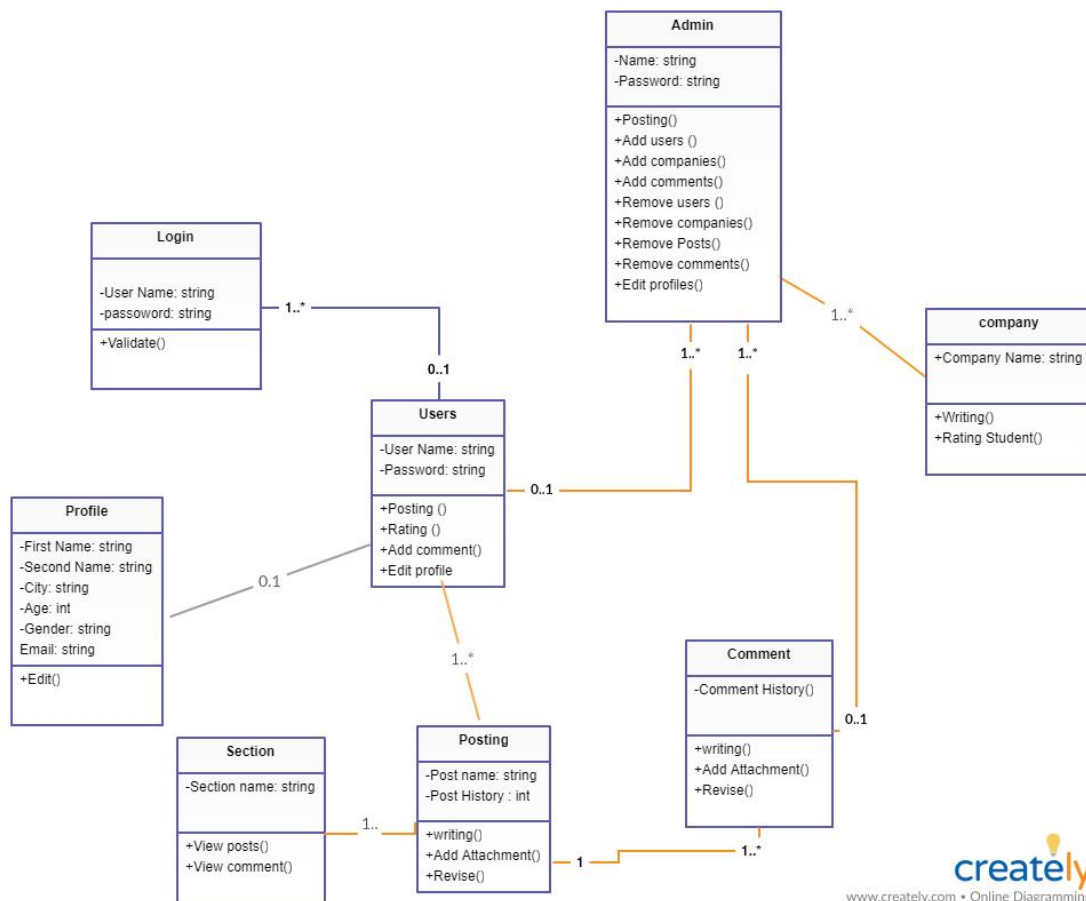 Admin
-Name: string
-Password: string
+Posting()
+Add users ()
+Add companies()
+Add comments()
+Remove users ()
+Remove companies()
+Remove Posts()
+Remove comments()
+Edit profiles()
Login
-User Name: string
-passoword: string
+Validate()
1..*
0..1
1..*
1..*
1..*
company
+Company Name: string
+Writing()
+Rating Student()
Users
-User Name: string
-Password: string
+Posting ()
+Rating ()
+Add comment()
+Edit profile
0..1
Profile
-First Name: string
-Second Name: string
-City: string
-Age: int
-Gender: string
Email: string
+Edit()
0.1
1..*
Comment
-Comment History()
+writing()
+Add Attachment()
+Revise()
0..1
Section
-Section name: string
+View posts()
+View comment()
1..
Posting
-Post name: string
-Post History : int
+writing()
+Add Attachment()
+Revise()
1
1..*
creately
www.creately.com • Online Diagramming